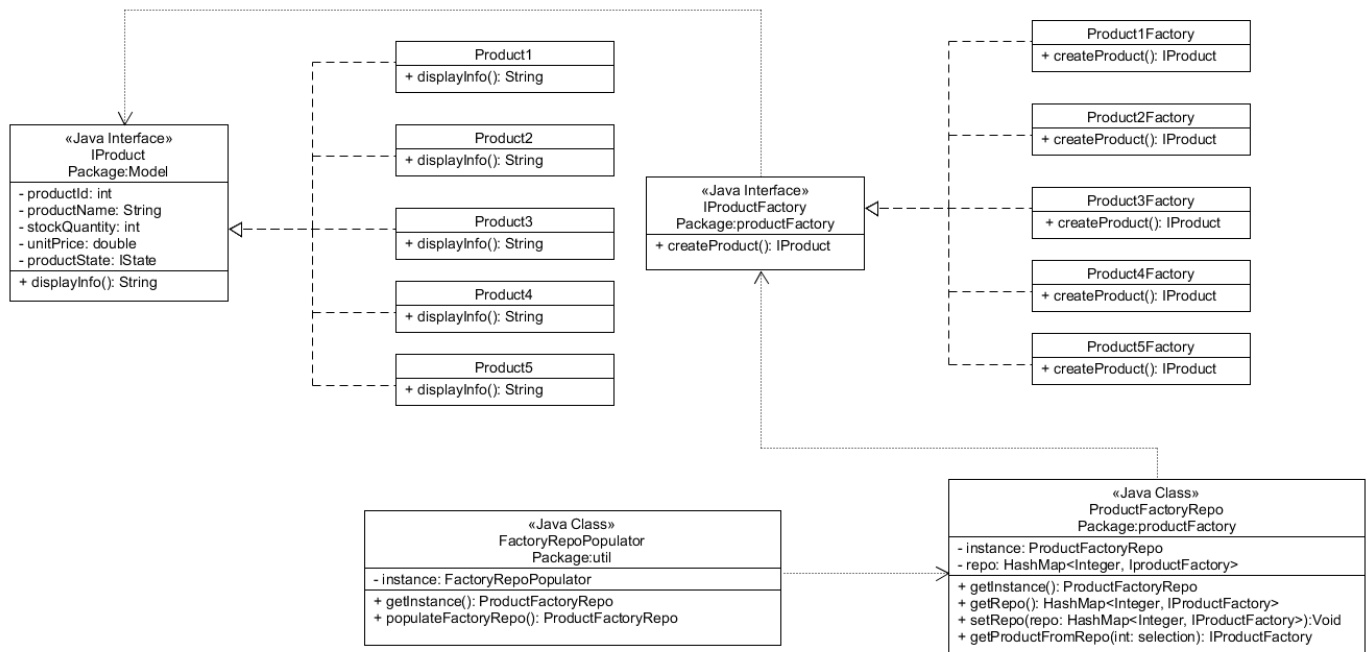 Product1
+ displayInfo(): String
Product2
+ displayInfo(): String
Product3
+ displayInfo(): String
Product4
+ displayInfo(): String
Product5
+ displayInfo(): String
«Java Interface»
IProduct
Package:Model
- productId: int
- productName: String
- stockQuantity: int
- unitPrice: double
- productState: IState
+ displayInfo(): String
«Java Interface»
IProductFactory
Package:productFactory
+ createProduct(): IProduct
Product1Factory
+ createProduct(): IProduct
Product2Factory
+ createProduct(): IProduct
Product3Factory
+ createProduct(): IProduct
Product4Factory
+ createProduct(): IProduct
Product5Factory
+ createProduct(): IProduct
«Java Class»
FactoryRepoPopulator
Package:util
- instance: FactoryRepoPopulator
+ getInstance(): ProductFactoryRepo
+ populateFactoryRepo(): ProductFactoryRepo
«Java Class»
ProductFactoryRepo
Package:productFactory
- instance: ProductFactoryRepo
- repo: HashMap<Integer, IproductFactory>
+ getInstance(): ProductFactoryRepo
+ getRepo(): HashMap<Integer, IProductFactory>
+ setRepo(repo: HashMap<Integer, IProductFactory>):Void
+ getProductFromRepo(int: selection): IProductFactory